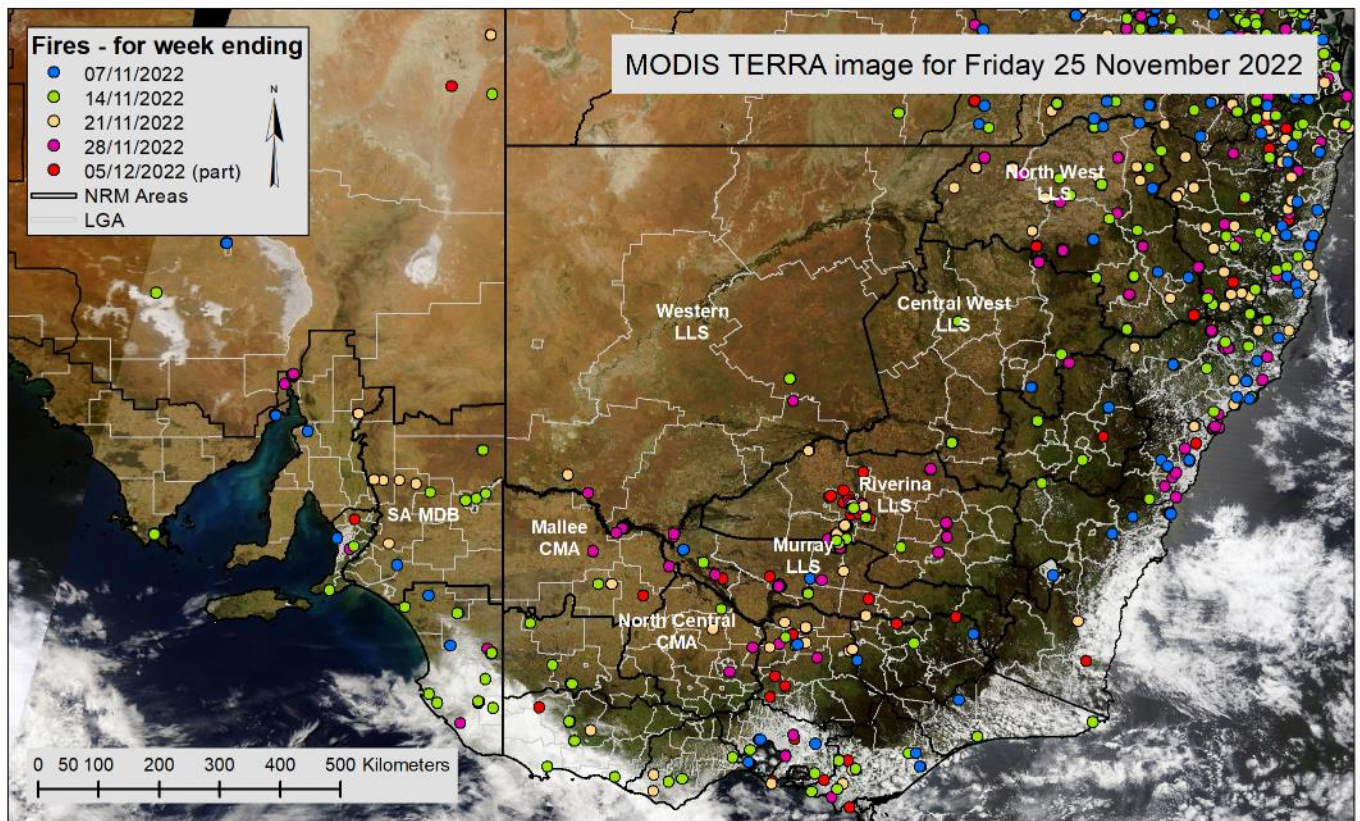 Fires - for week ending
07/11/2022
14/11/2022
21/11/2022
28/11/2022
05/12/2022 (part)
NRM Areas
LGA
N
MODIS TERRA image for Friday 25 November 2022
North West
LLS
Western
LLS
Central West
LLS
Riverina
LLS
SA MDB
Mallee
CMA
Murray
LLS
North Central
CMA
0 50 100 200 300 400 500 Kilometers